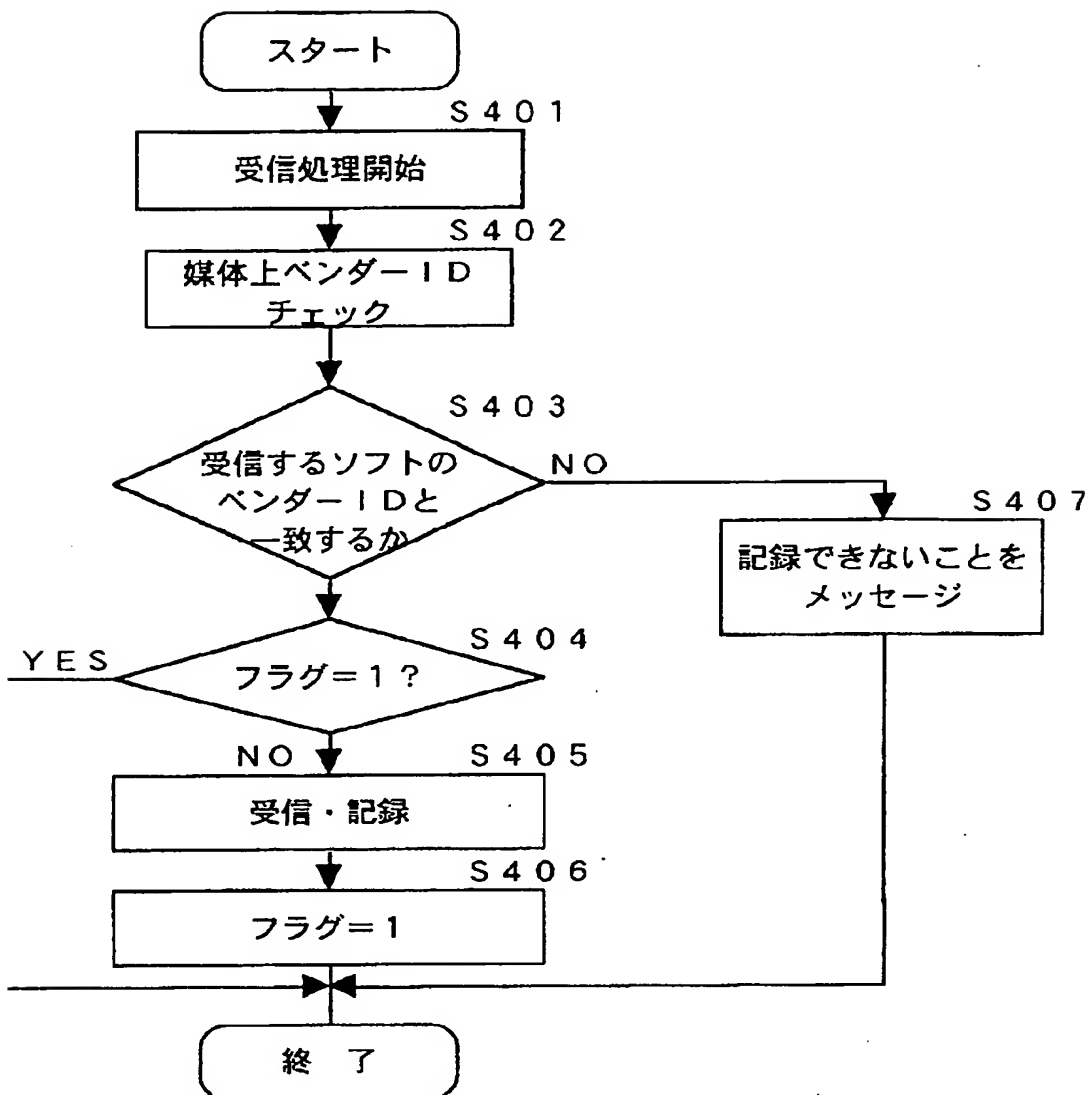 スタート
S401
受信処理開始
S402
媒体上ベンダーID
チェック
S403
受信するソフトの
ベンダーIDと
一致するか
NO
S407
記録できないことを
メッセージ
S404
YES
フラグ=1?
NO
S405
受信・記録
S406
フラグ=1
終 了